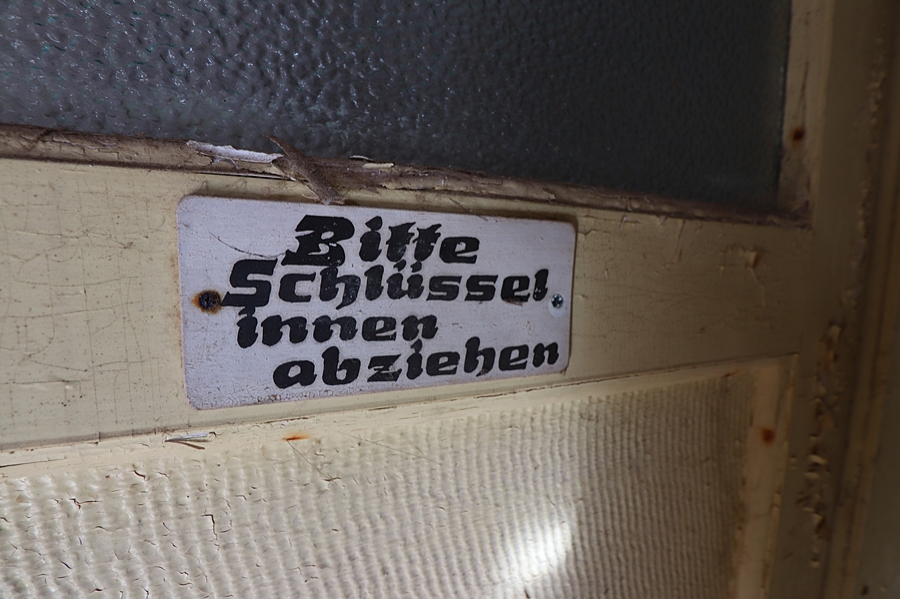 Bitte
Schlüssel
innen
abziehen